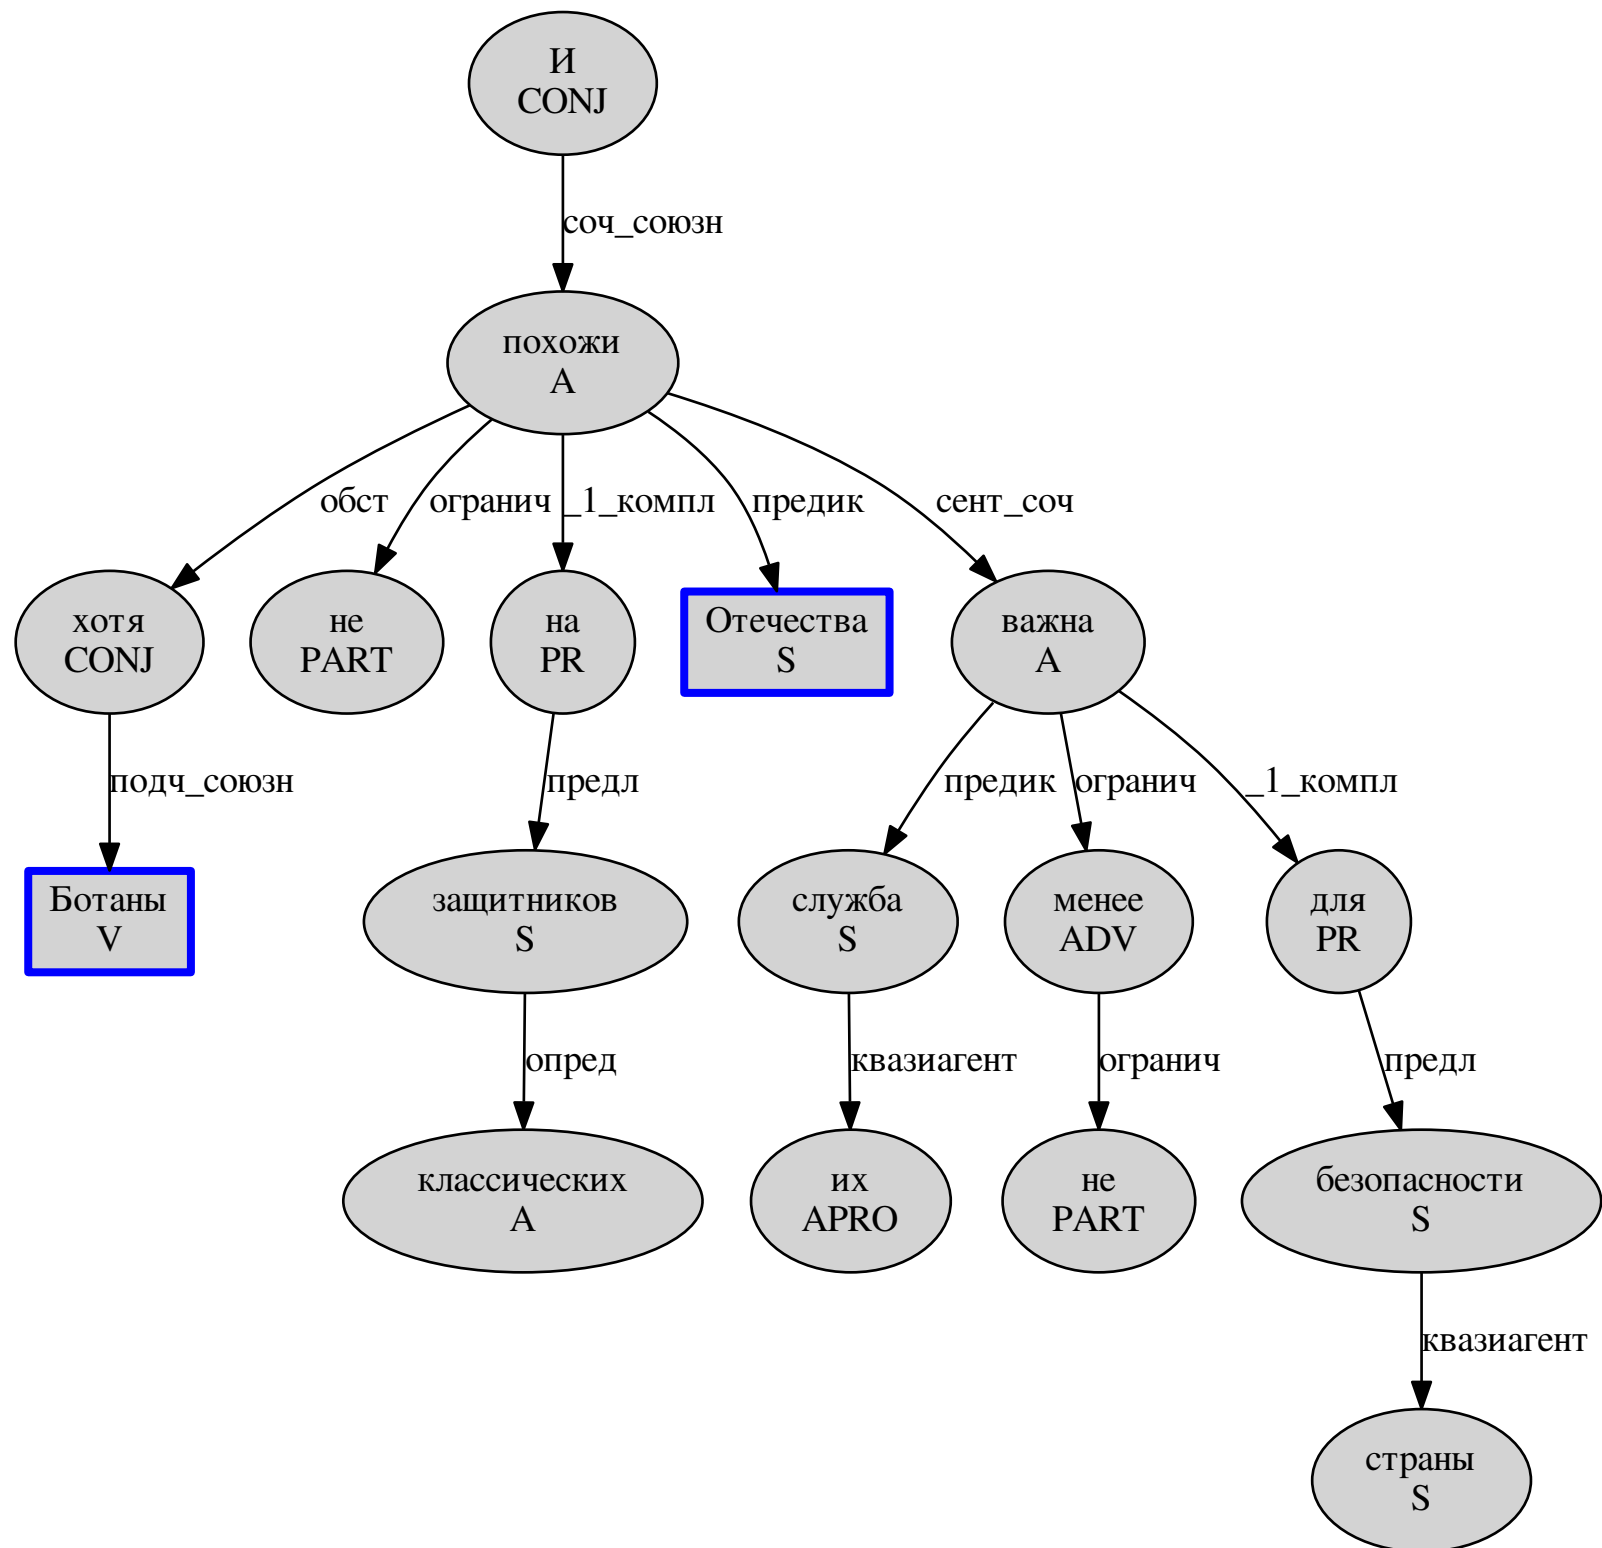 И
CONJ
соч_союзн
похожи
A
обст
огранич
_1_компл
предик
сент_соч
хотя
CONJ
не
PART
на
PR
Отечества
S
важна
A
подч_союзн
предл
предик
огранич
_1_компл
Ботаны
V
защитников
S
служба
S
менее
ADV
для
PR
опред
квазиагент
огранич
предл
классических
A
их
APRO
не
PART
безопасности
S
квазиагент
страны
S